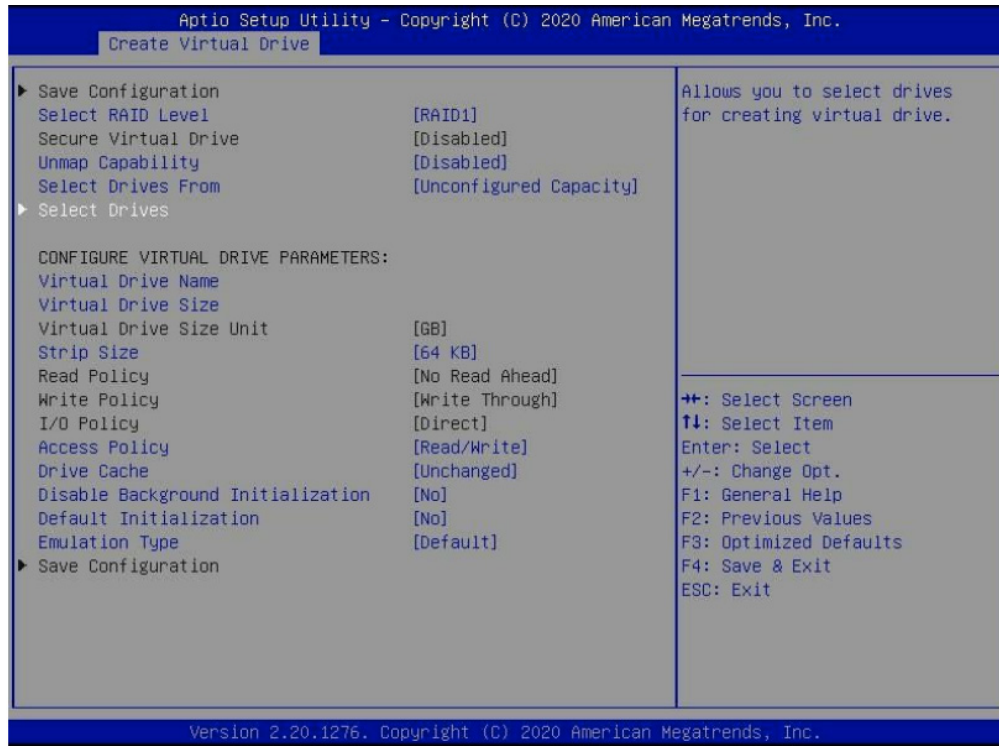 Aptio Setup Utility - Copyright (C) 2020 American Megatrends, Inc.
Create Virtual Drive
Save Configuration
Select RAID Level [RAID1]
Secure Virtual Drive [Disabled]
Unmap Capability [Disabled]
Select Drives From [Unconfigured Capacity]
Select Drives
CONFIGURE VIRTUAL DRIVE PARAMETERS:
Virtual Drive Name
Virtual Drive Size
Virtual Drive Size Unit [GB]
Strip Size [64 KB]
Read Policy [No Read Ahead]
Write Policy [Write Through]
I/O Policy [Direct]
Access Policy [Read/Write]
Drive Cache [Unchanged]
Disable Background Initialization [No]
Default Initialization [No]
Emulation Type [Default]
Save Configuration
Allows you to select drives
for creating virtual drive.
→←: Select Screen
↑↓: Select Item
Enter: Select
+/-: Change Opt.
F1: General Help
F2: Previous Values
F3: Optimized Defaults
F4: Save & Exit
ESC: Exit
Version 2.20.1276. Copyright (C) 2020 American Megatrends, Inc.